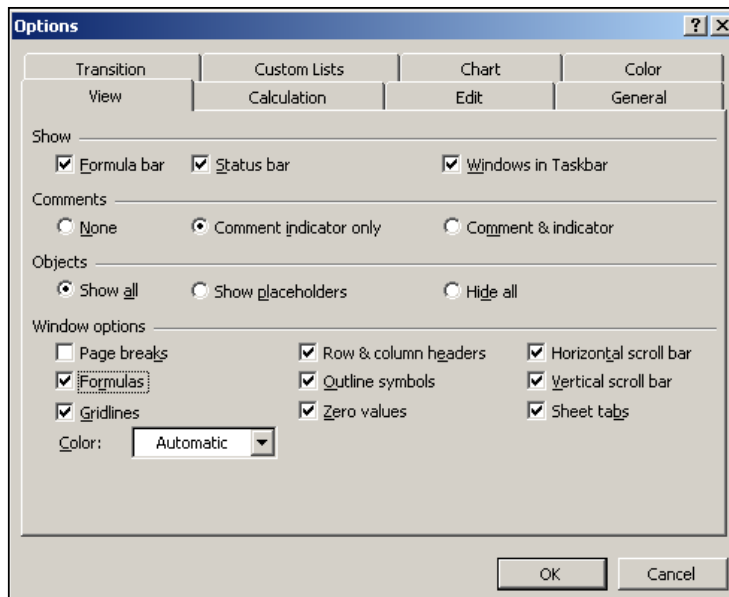 Options
Transition Custom Lists Chart Color
View Calculation Edit General
Show
Formula bar Status bar Windows in Taskbar
Comments
None Comment indicator only Comment & indicator
Objects
Show all Show placeholders Hide all
Window options
Page breaks Row & column headers Horizontal scroll bar
Formulas Outline symbols Vertical scroll bar
Gridlines Zero values Sheet tabs
Color: Automatic
OK Cancel